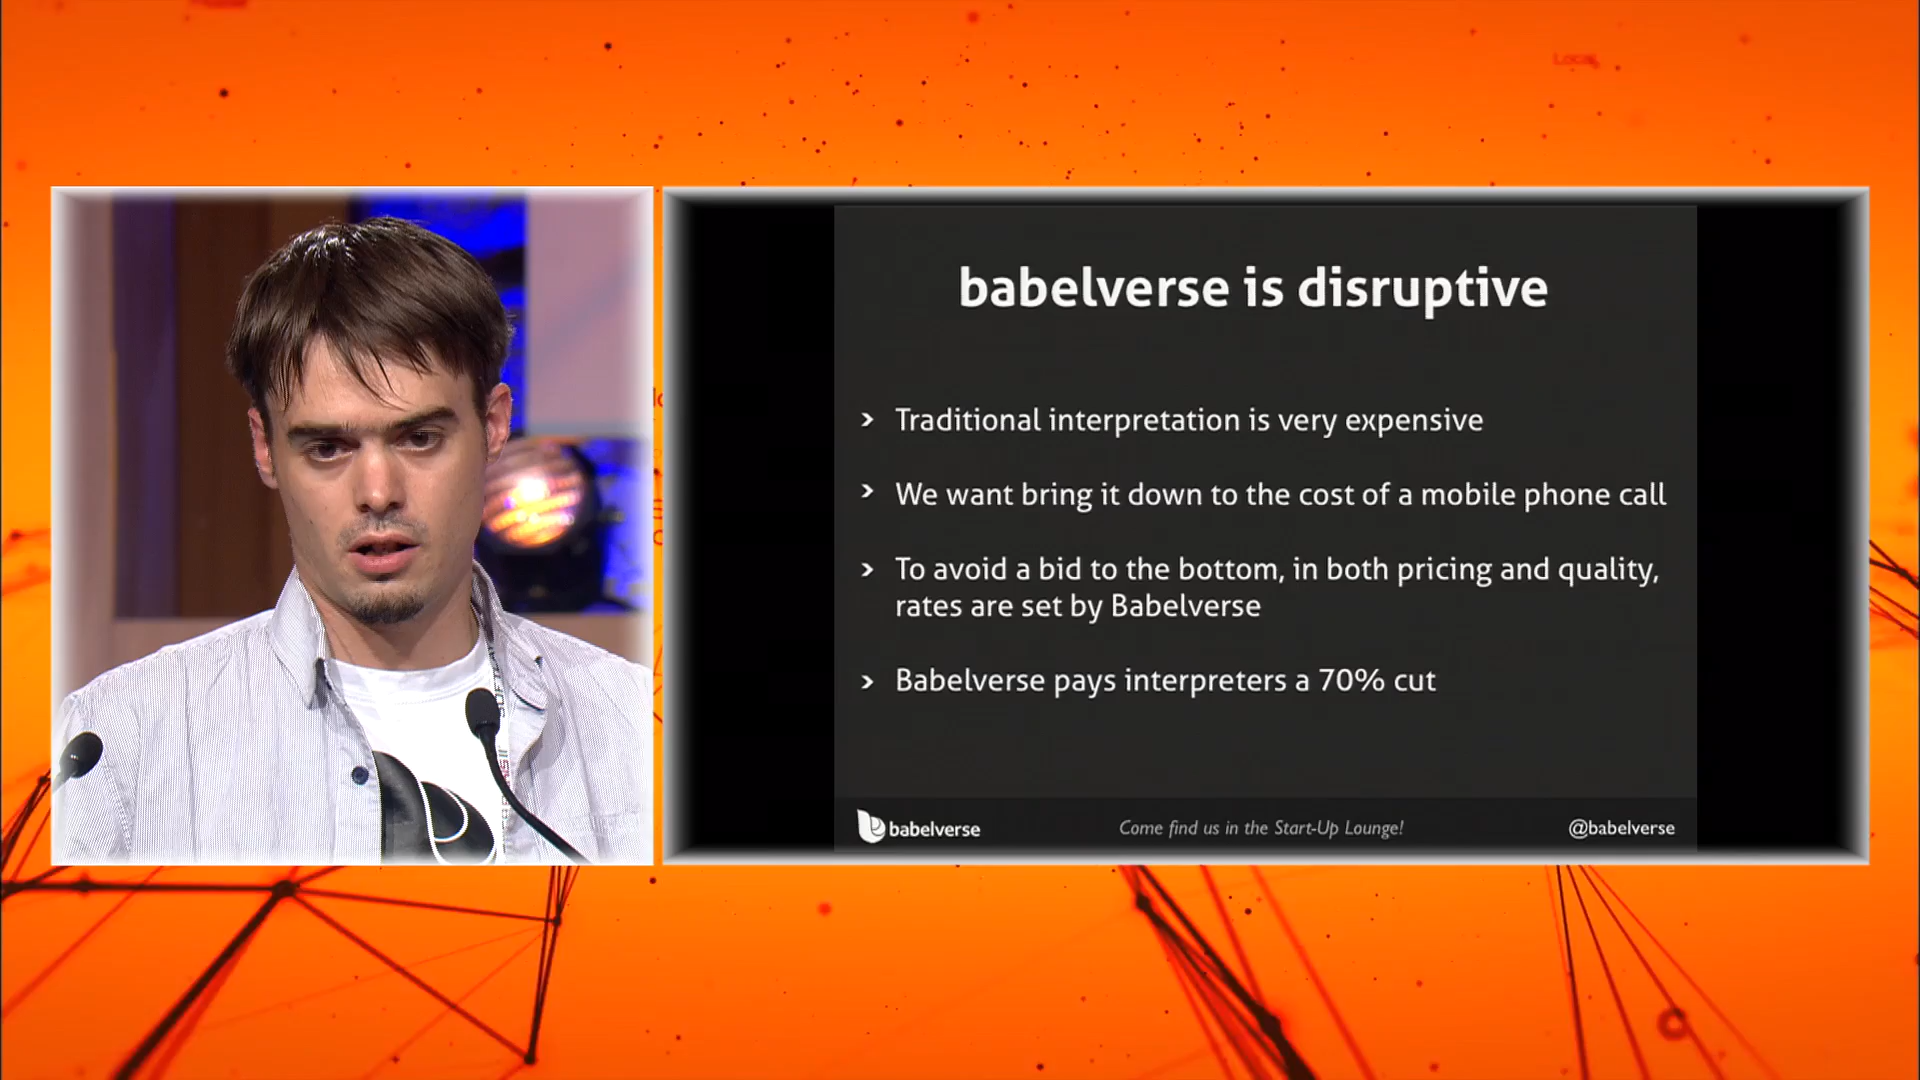 babelverse is disruptive
Traditional interpretation is very expensive
We want bring it down to the cost of a mobile phone call
To avoid a bid to the bottom, in both pricing and quality,
rates are set by Babelverse
Babelverse pays interpreters a 70% cut
babelverse
Come find us in the Start-Up Lounge!
@babelverse